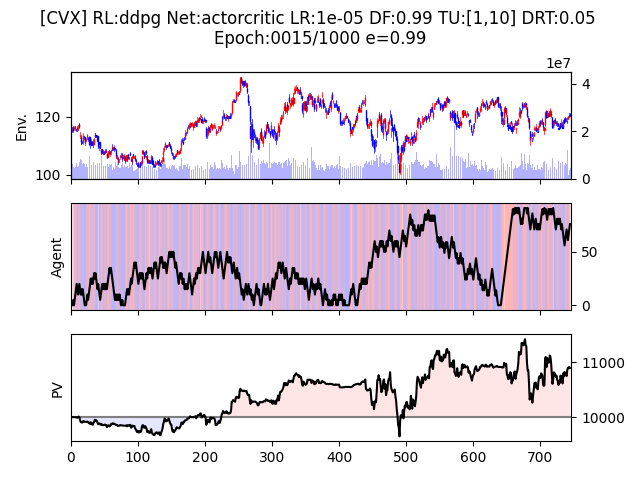 [CVX] RL:ddpg Net:actorcritic LR:1e-05 DF:0.99 TU:[1,10] DRT:0.05
Epoch:0015/1000 e=0.99
1e7
Env.
120
100
4
2
0
Agent
50
0
PV
11000
10000
0 100 200 300 400 500 600 700